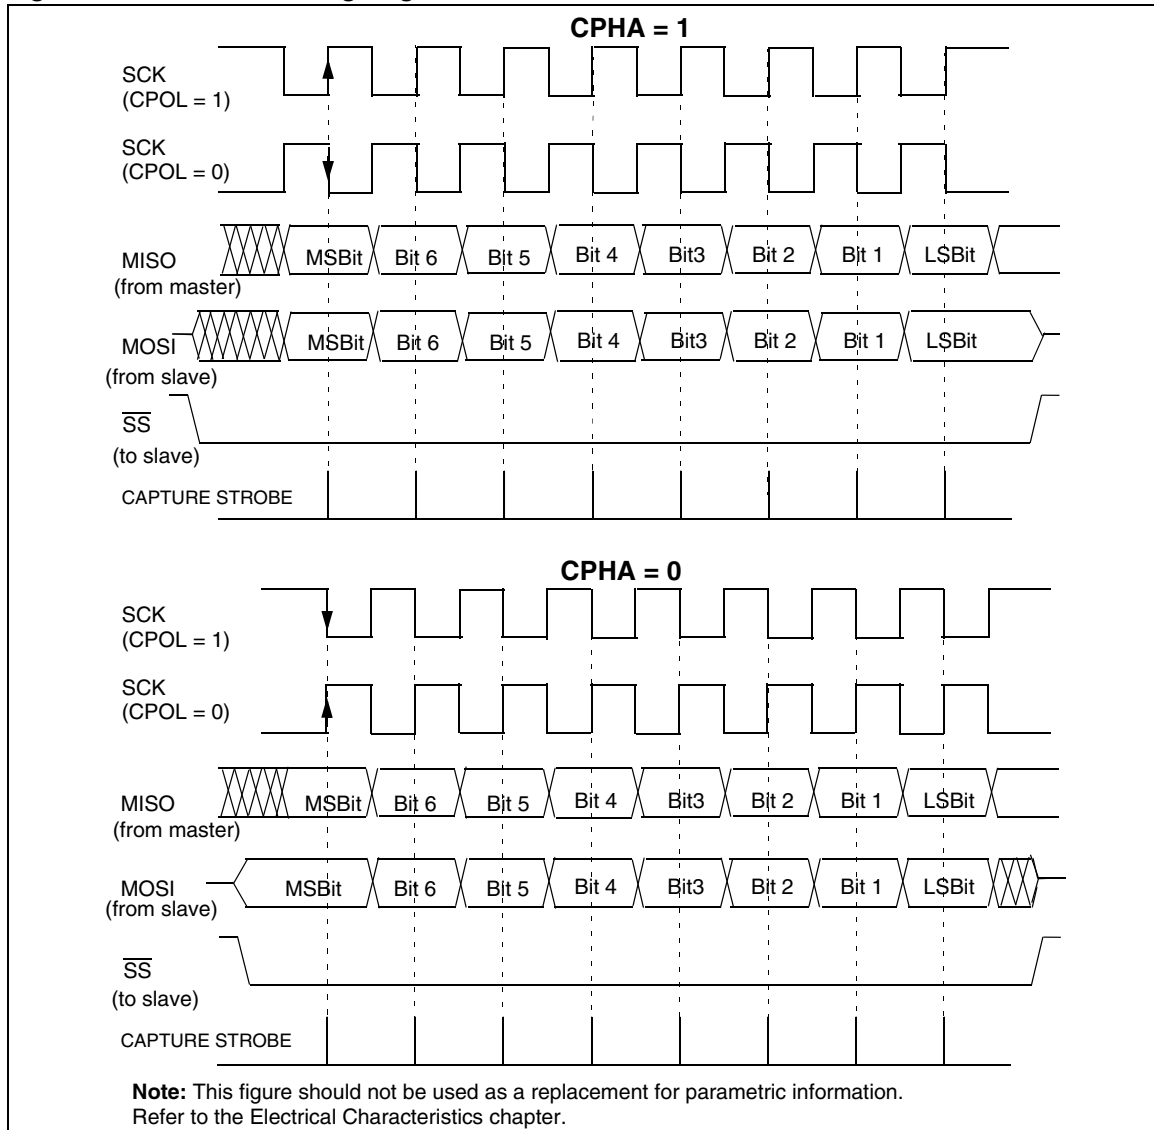 CPHA = 1
SCK
(CPOL = 1)
SCK
(CPOL = 0)
MISO
(from master)
MSBit Bit 6 Bit 5 Bit 4 Bit3 Bit 2 Bit 1 LSBit
MOSI
(from slave)
MSBit Bit 6 Bit 5 Bit 4 Bit3 Bit 2 Bit 1 LSBit
SS
(to slave)
CAPTURE STROBE
CPHA = 0
SCK
(CPOL = 1)
SCK
(CPOL = 0)
MISO
(from master)
MSBit Bit 6 Bit 5 Bit 4 Bit3 Bit 2 Bit 1 LSBit
MOSI
(from slave)
MSBit Bit 6 Bit 5 Bit 4 Bit3 Bit 2 Bit 1 LSBit
SS
(to slave)
CAPTURE STROBE
Note: This figure should not be used as a replacement for parametric information.
Refer to the Electrical Characteristics chapter.